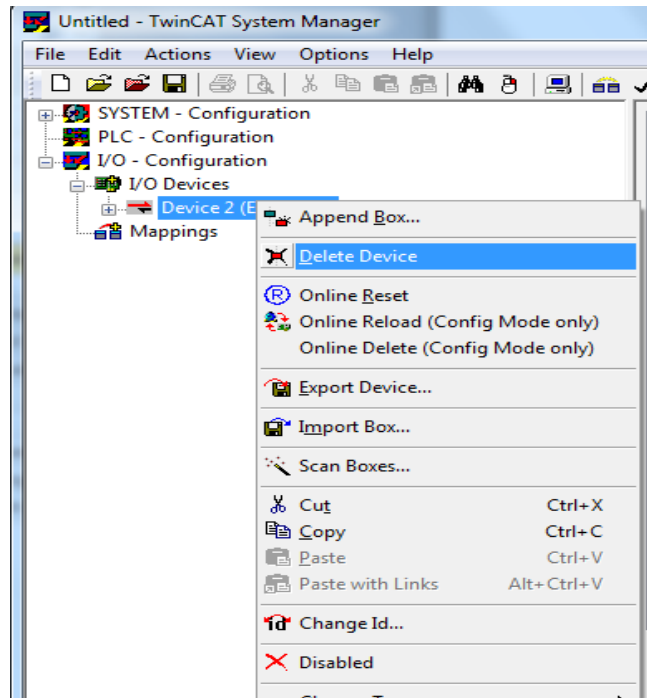 Untitled - TwinCAT System Manager
File Edit Actions View Options Help
SYSTEM - Configuration
PLC - Configuration
I/O - Configuration
I/O Devices
Device 2 (E
Mappings
Append Box...
Delete Device
Online Reset
Online Reload (Config Mode only)
Online Delete (Config Mode only)
Export Device...
Import Box...
Scan Boxes...
Cut Ctrl+X
Copy Ctrl+C
Paste Ctrl+V
Paste with Links Alt+Ctrl+V
Change Id...
Disabled